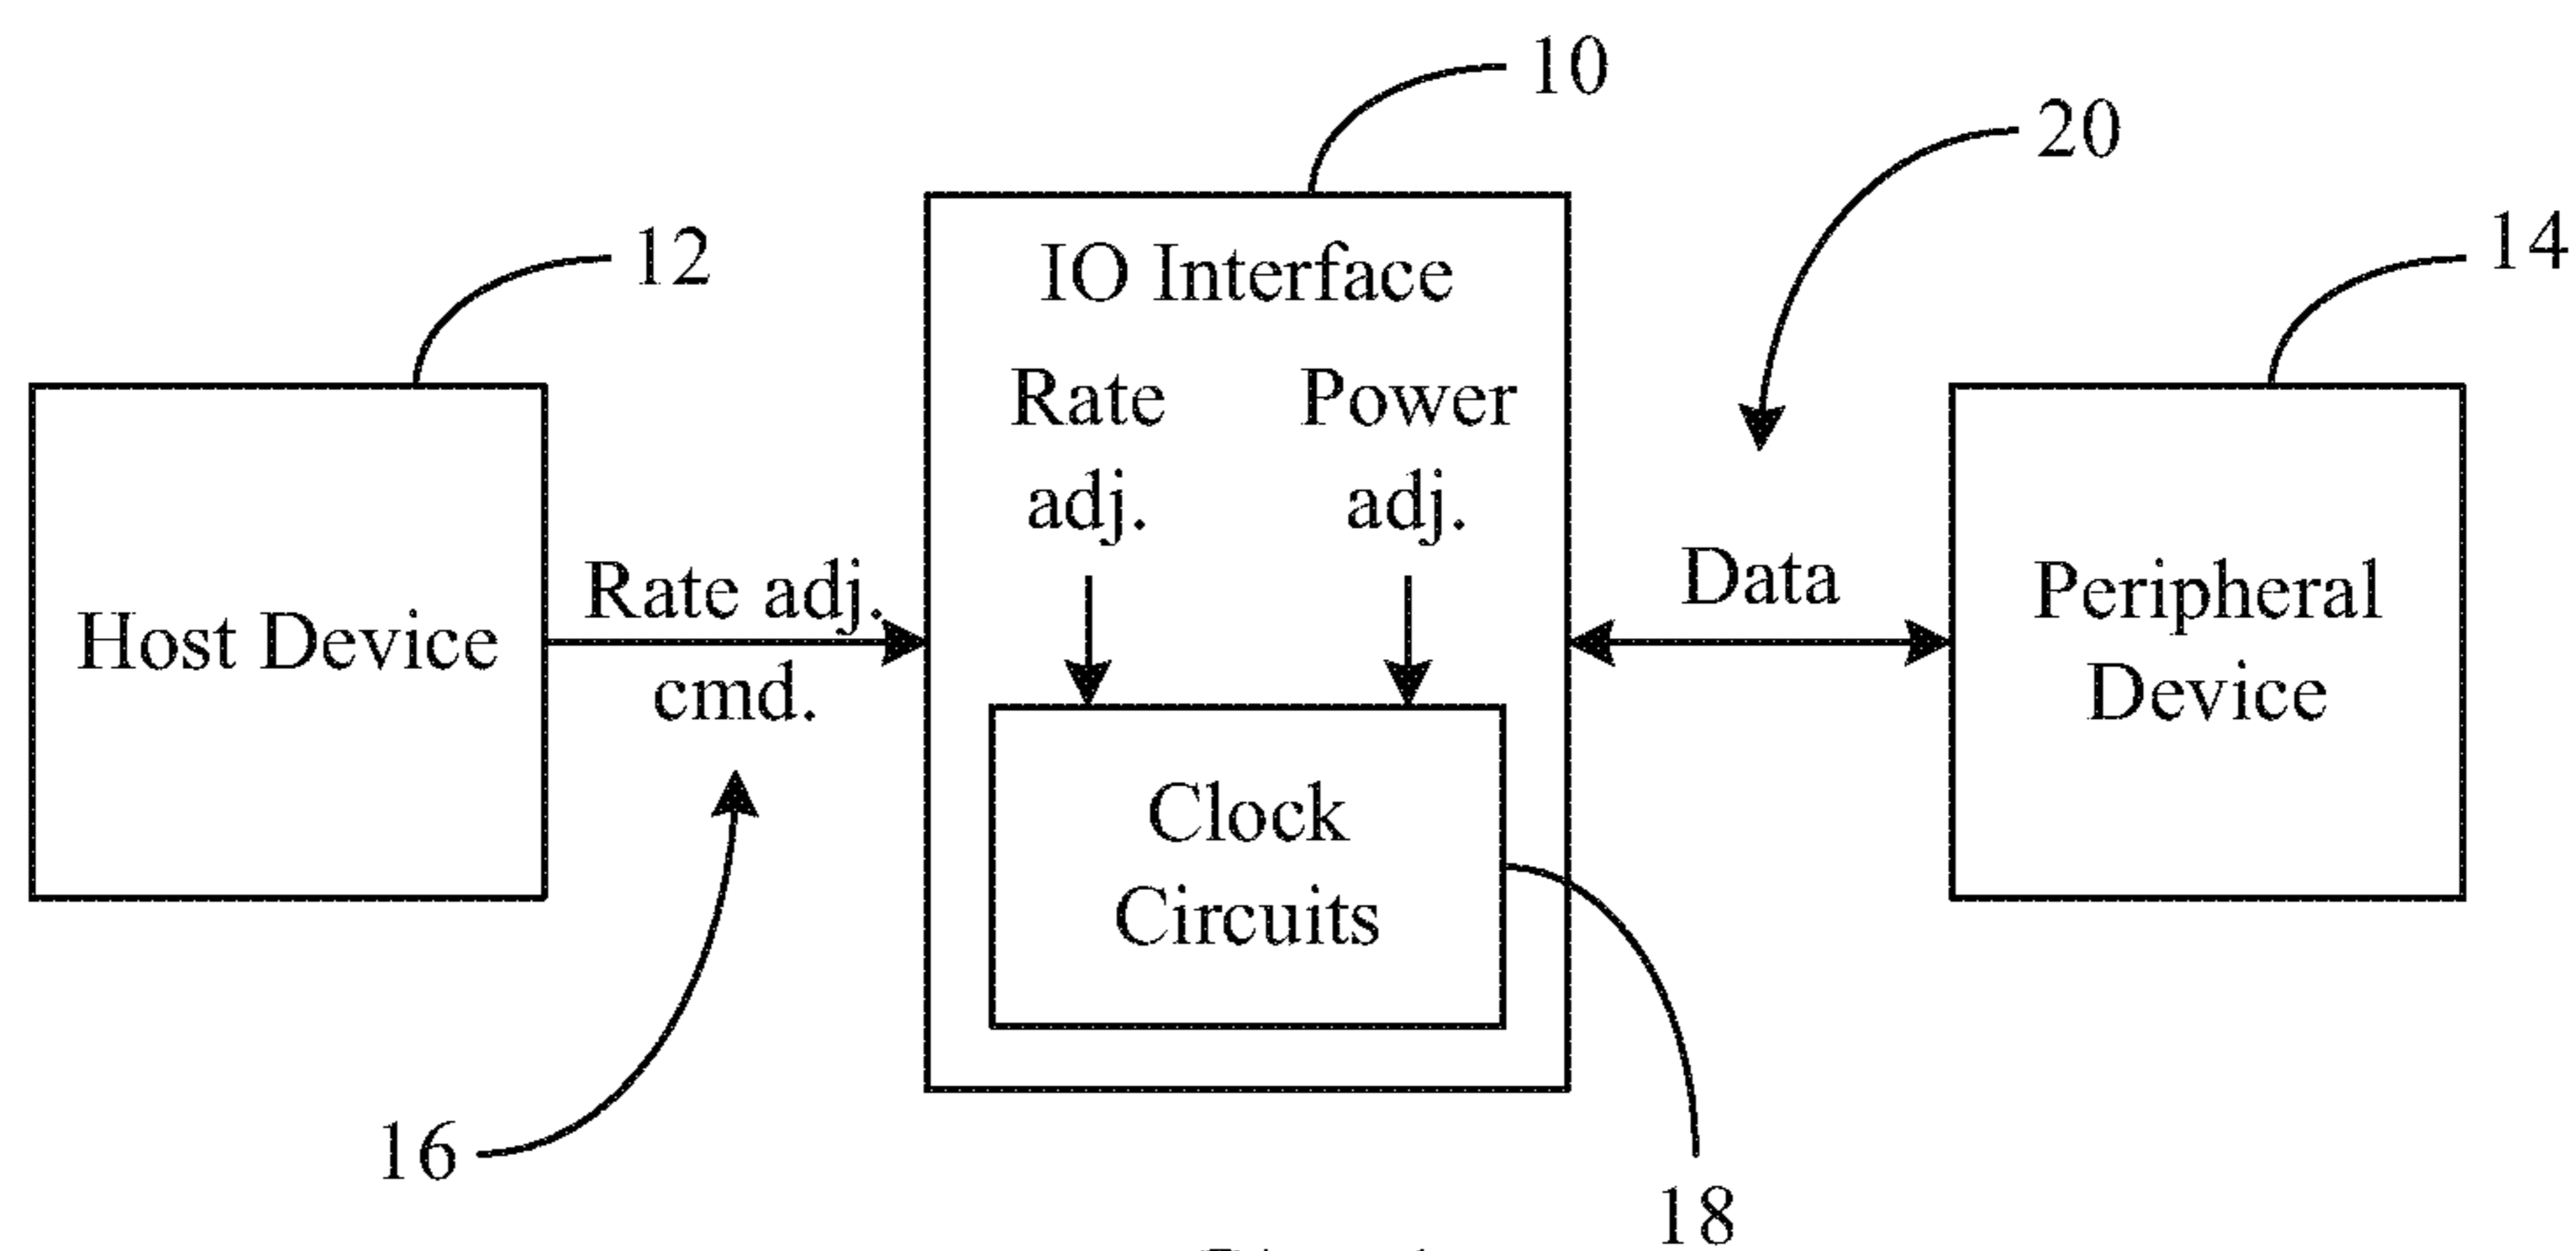 10
20
12
14
IO Interface
Rate
adj.
Power
adj.
Host Device
Rate adj.
cmd.
Data
Peripheral
Device
Clock
Circuits
16
18